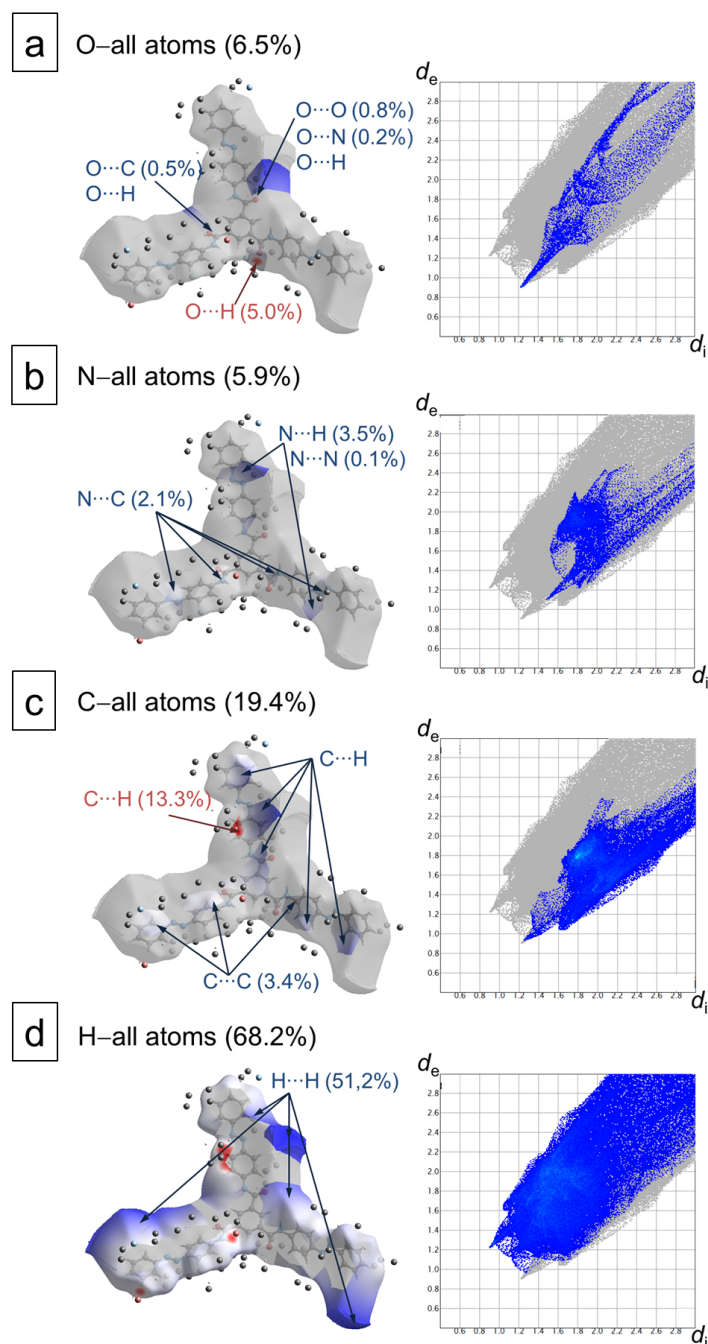 a O–all atoms (6.5%)
O···O (0.8%)
O···N (0.2%)
O···H
O···C (0.5%)
O···H
O···H (5.0%)
de
2.8
2.6
2.4
2.2
2.0
1.8
1.6
1.4
1.2
1.0
0.8
0.6
0.6 0.8 1.0 1.2 1.4 1.6 1.8 2.0 2.2 2.4 2.6 2.8
di
b N–all atoms (5.9%)
N···H (3.5%)
N···N (0.1%)
N···C (2.1%)
de
2.8
2.6
2.4
2.2
2.0
1.8
1.6
1.4
1.2
1.0
0.8
0.6
0.6 0.8 1.0 1.2 1.4 1.6 1.8 2.0 2.2 2.4 2.6 2.8
di
c C–all atoms (19.4%)
C···H
C···H (13.3%)
C···C (3.4%)
de
2.8
2.6
2.4
2.2
2.0
1.8
1.6
1.4
1.2
1.0
0.8
0.6
0.6 0.8 1.0 1.2 1.4 1.6 1.8 2.0 2.2 2.4 2.6 2.8
di
d H–all atoms (68.2%)
H···H (51,2%)
de
2.8
2.6
2.4
2.2
2.0
1.8
1.6
1.4
1.2
1.0
0.8
0.6
0.6 0.8 1.0 1.2 1.4 1.6 1.8 2.0 2.2 2.4 2.6 2.8
di